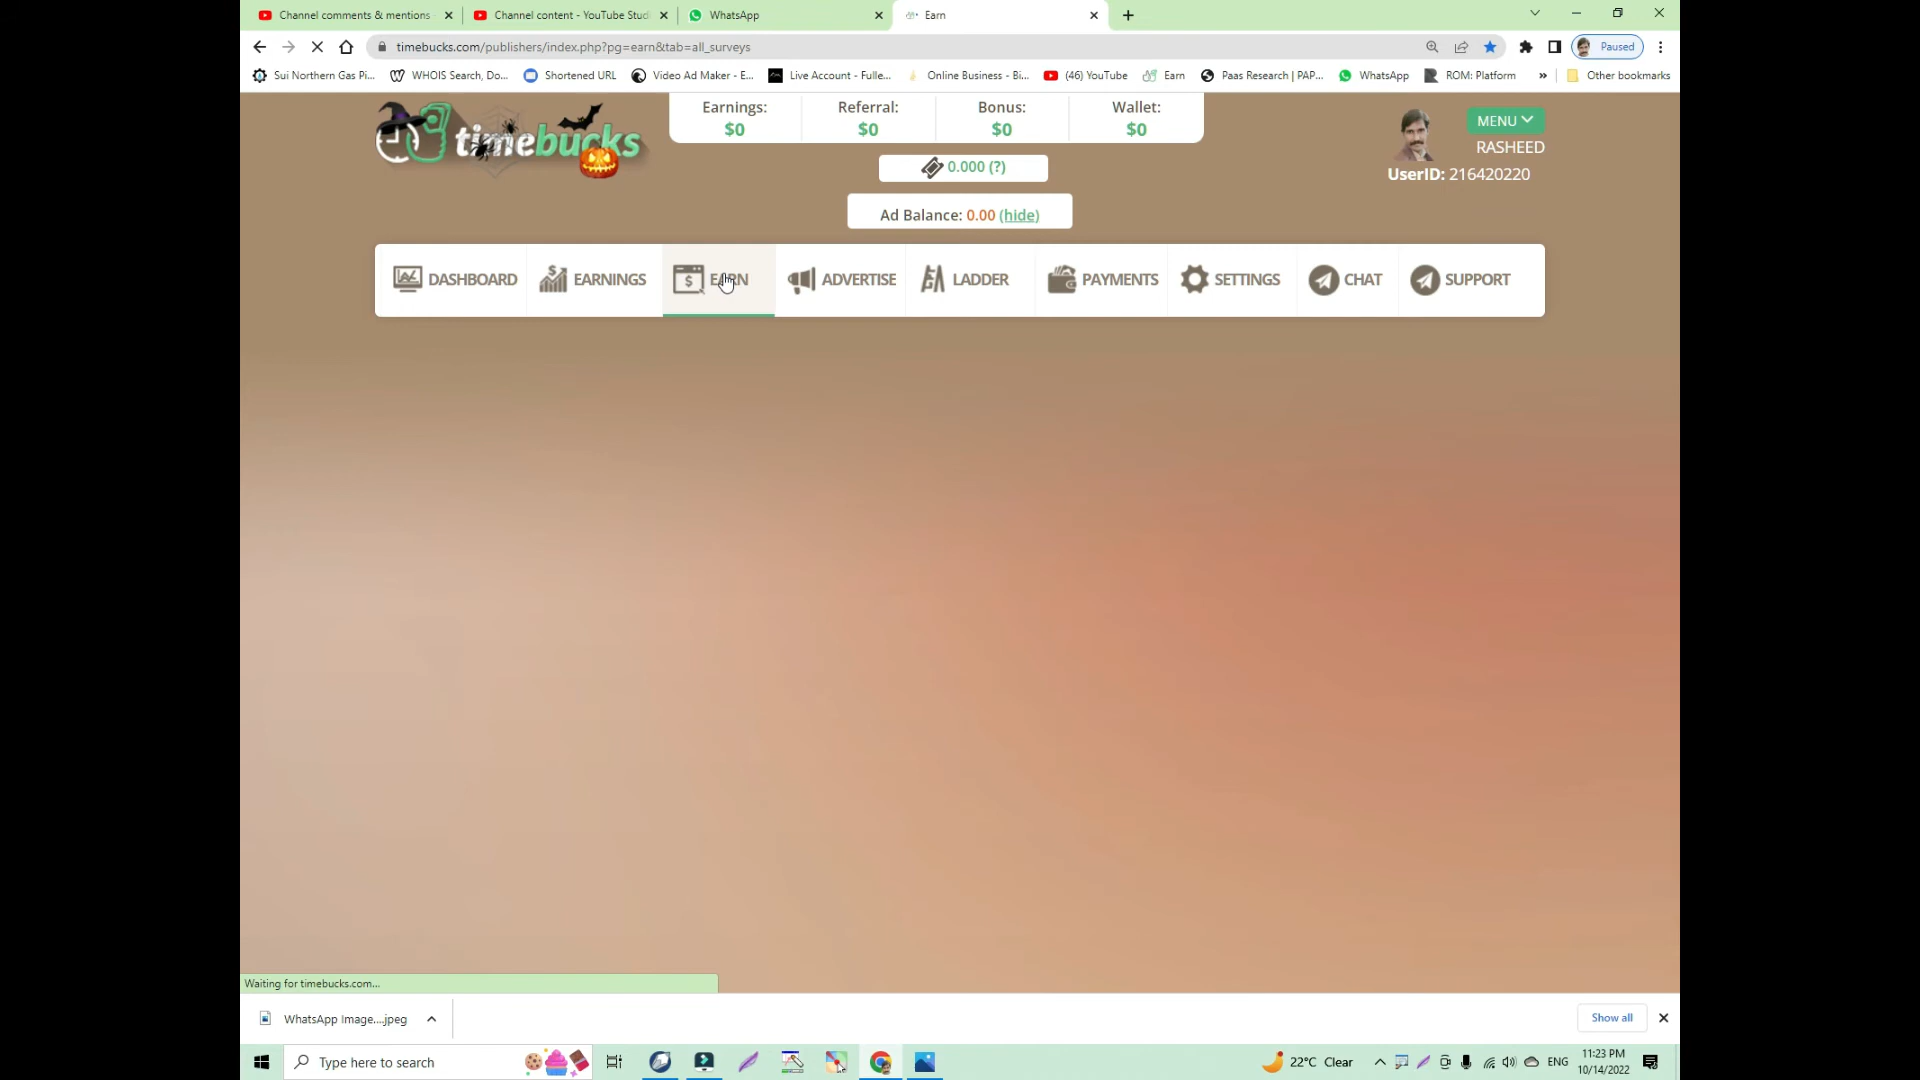 Channel comments & mentions
Channel content - YouTube Stud
WhatsApp
Earn
timebucks.com/publishers/index.php?pg=earn&tab=all_surveys
Paused
Sui Northern Gas Pi...
WHOIS Search, Do...
Shortened URL
Video Ad Maker - E...
Live Account - Fulle...
Online Business - Bi...
(46) YouTube
Earn
Paas Research | PAP...
WhatsApp
ROM: Platform
»
Other bookmarks
timebucks
Earnings:
$0
Referral:
$0
Bonus:
$0
Wallet:
$0
MENU
RASHEED
UserID: 216420220
0.000 (?)
Ad Balance: 0.00 (hide)
DASHBOARD
EARNINGS
EARN
ADVERTISE
LADDER
PAYMENTS
SETTINGS
CHAT
SUPPORT
Waiting for timebucks.com...
WhatsApp Image....jpeg
Show all
Type here to search
22°C Clear
ENG
11:23 PM
10/14/2022